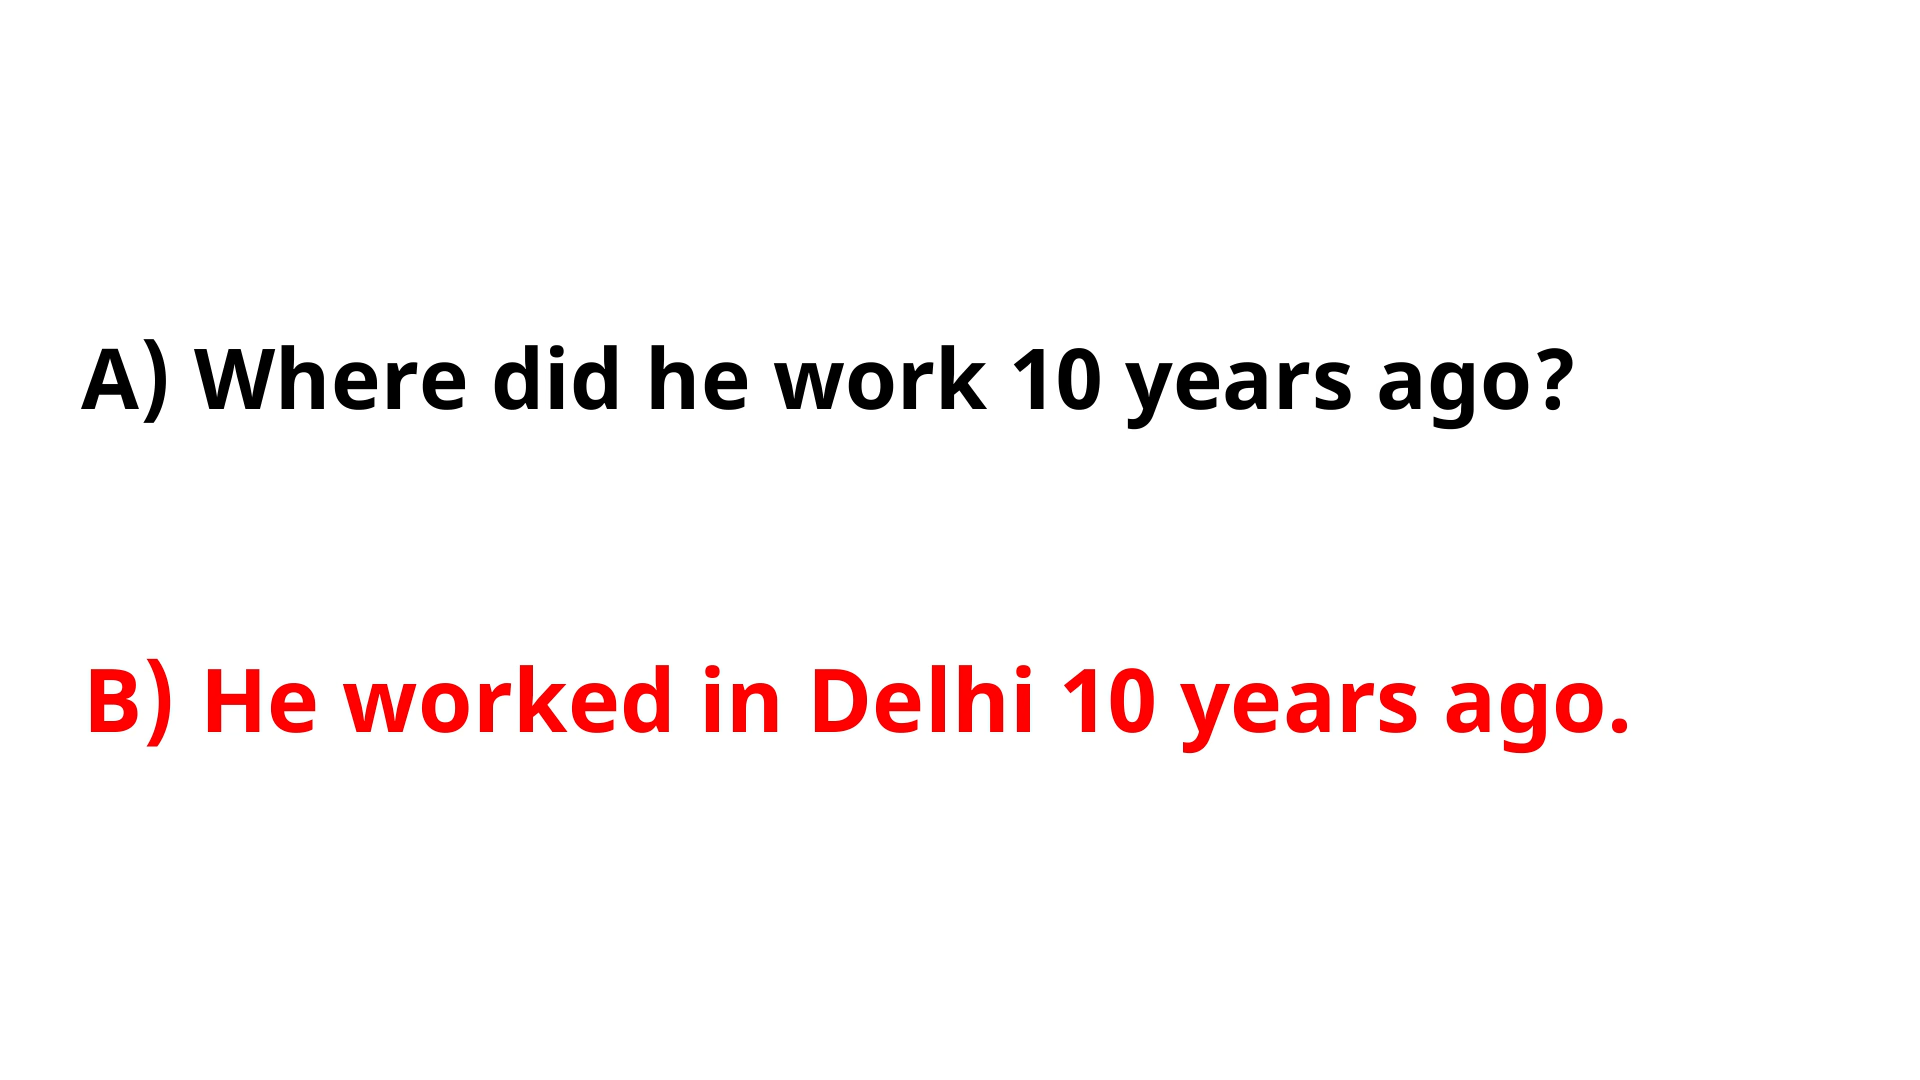 A) Where did he work 10 years ago?
B) He worked in Delhi 10 years ago.